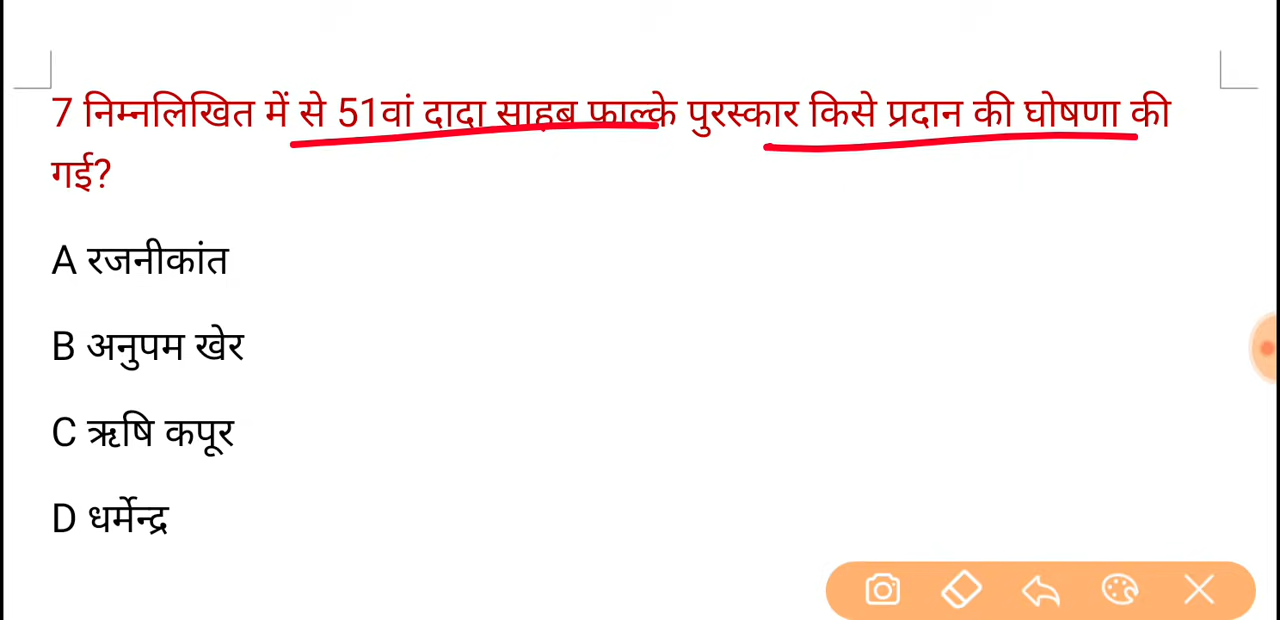 7 निम्नलिखित में से 51वां दादा साहब फाल्के पुरस्कार किसे प्रदान की घोषणा की
गई?
A रजनीकांत
B अनुपम खेर
C ऋषि कपूर
D धर्मेन्द्र